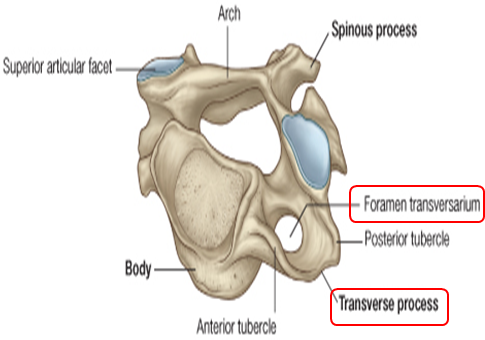 Arch
Spinous process
Superior articular facet
Foramen transversarium
Posterior tubercle
Body
Transverse process
Anterior tubercle